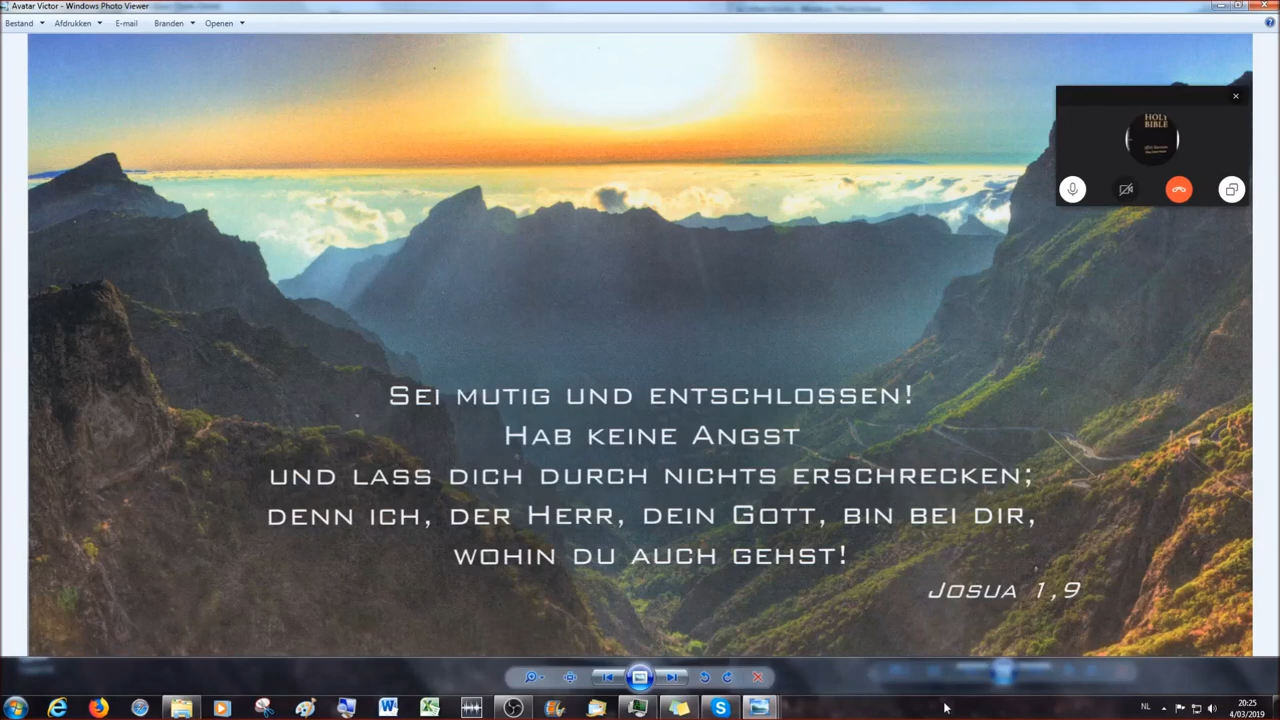 Avatar Victor - Windows Photo Viewer
Bestand Afdrukken E-mail Branden Openen
HOLY
BIBLE
SEI MUTIG UND ENTSCHLOSSEN!
HAB KEINE ANGST
UND LASS DICH DURCH NICHTS ERSCHRECKEN;
DENN ICH, DER HERR, DEIN GOTT, BIN BEI DIR,
WOHIN DU AUCH GEHST!
JOSUA 1,9
NL
20:25
4/03/2019